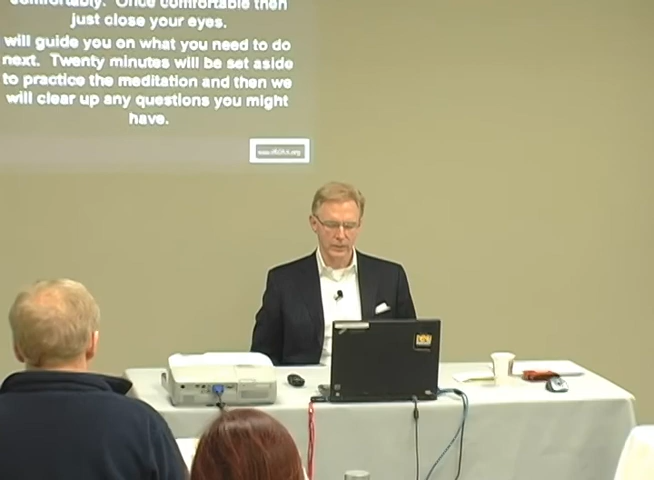 comfortably. Once comfortable then
just close your eyes.
will guide you on what you need to do
next. Twenty minutes will be set aside
to practice the meditation and then we
will clear up any questions you might
have.